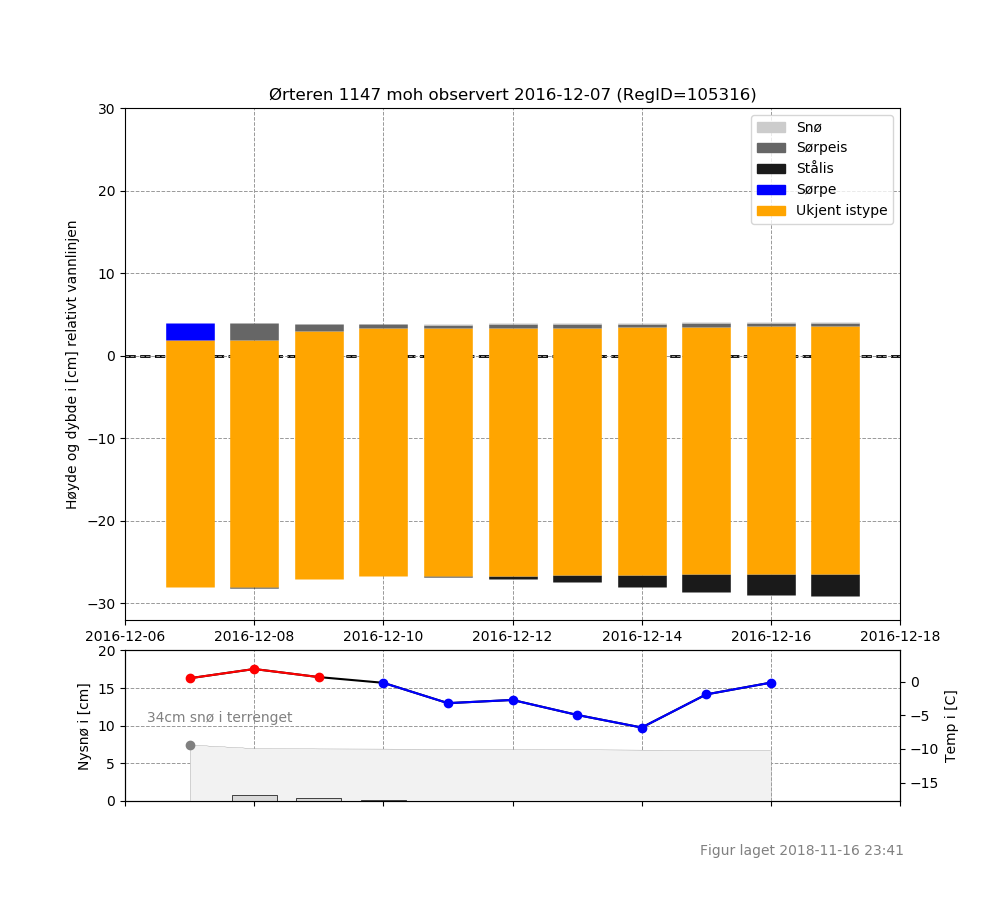 Ørteren 1147 moh observert 2016-12-07 (RegID=105316)
30
20
10
0
−10
−20
−30
Høyde og dybde i [cm] relativt vannlinjen
Snø
Sørpeis
Stålis
Sørpe
Ukjent istype
2016-12-06 2016-12-08 2016-12-10 2016-12-12 2016-12-14 2016-12-16 2016-12-18
20
15
10
5
0
Nysnø i [cm]
34cm snø i terrenget
0
−5
−10
−15
Temp i [C]
Figur laget 2018-11-16 23:41